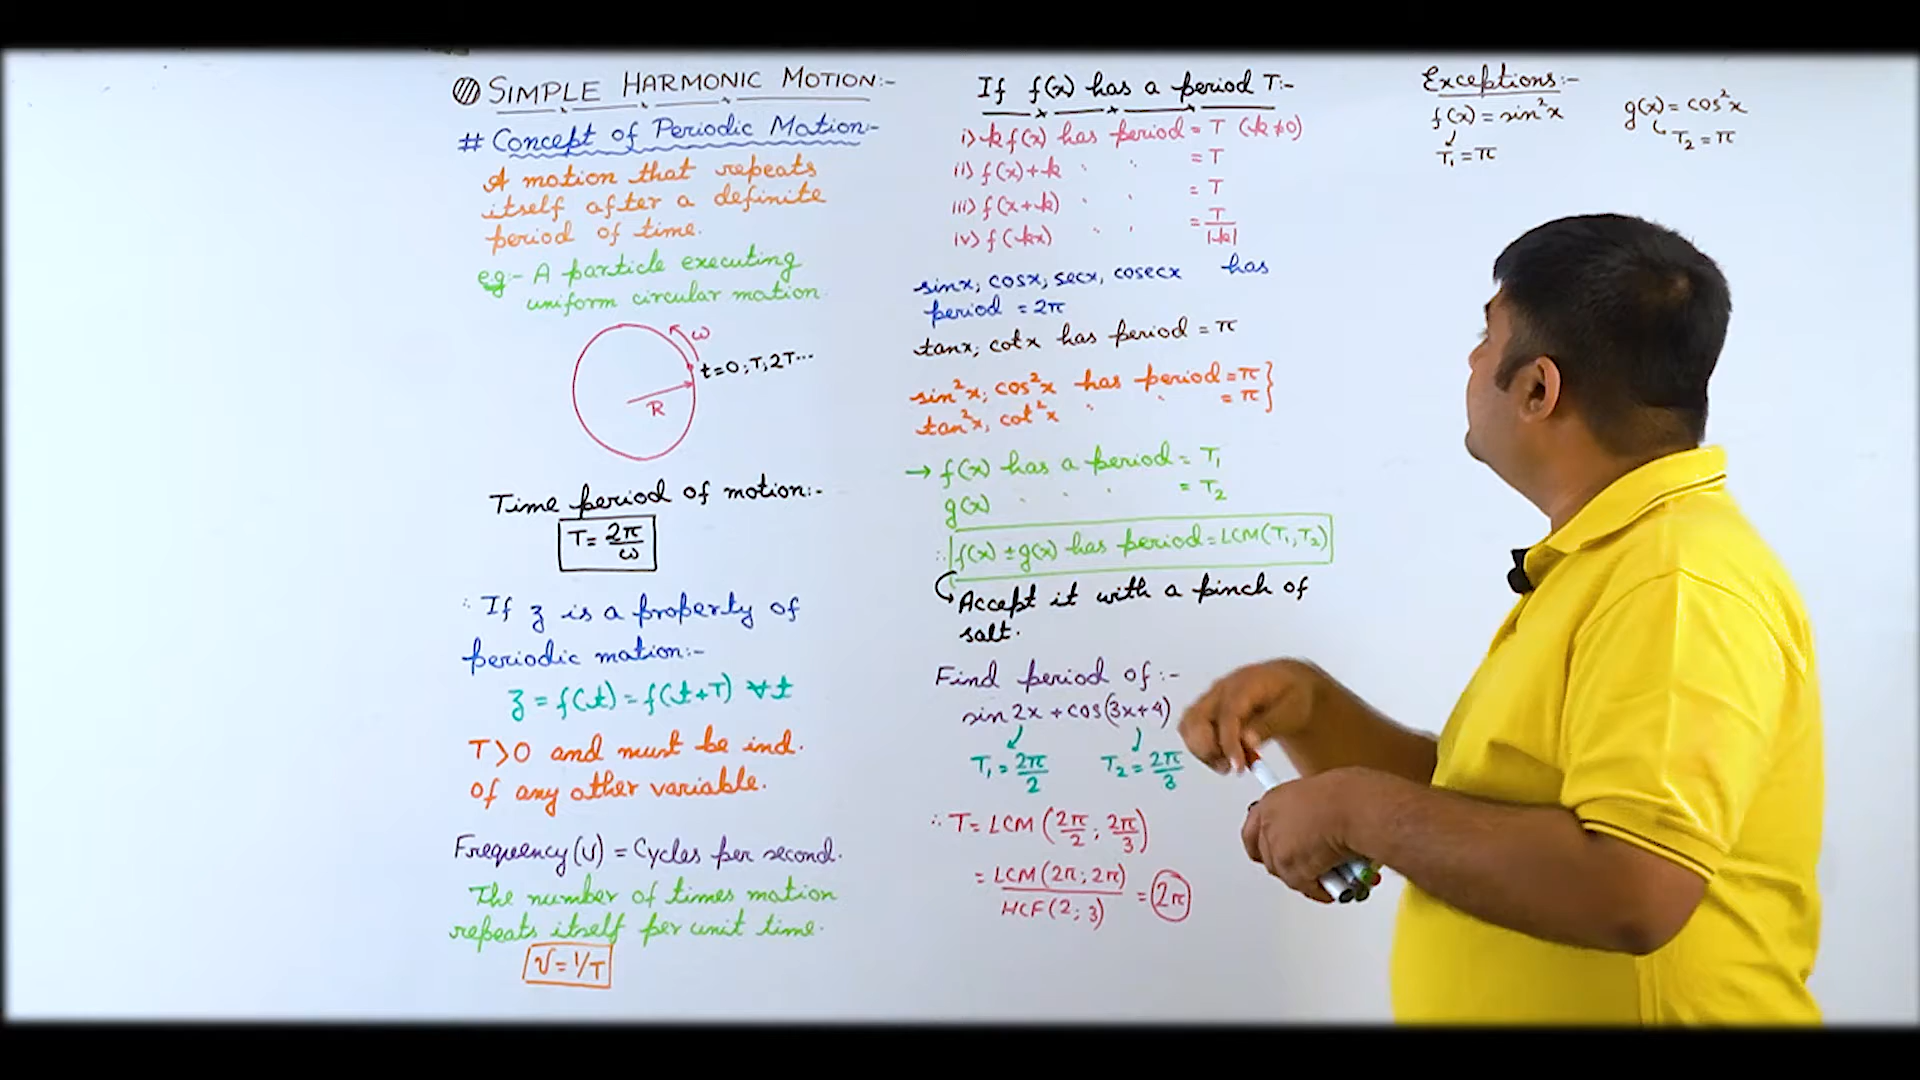 SIMPLE HARMONIC MOTION:-
# Concept of Periodic Motion:-
A motion that repeats
itself after a definite
period of time.
eg:- A particle executing
uniform circular motion.
ω
t=0, T, 2T...
R
Time period of motion:-
T = 2π/ω
∴ If z is a property of
periodic motion:-
z = f(t) = f(t+T) ∀ t
T>0 and must be ind.
of any other variable.
Frequency (ν) = Cycles per second.
The number of times motion
repeats itself per unit time.
ν = 1/T
If f(x) has a period T:-
i) k f(x) has period = T (k≠0)
ii) f(x)+k " " = T
iii) f(x+k) " " = T
iv) f(kx) " " = T/|k|
sinx, cosx, secx, cosecx has
period = 2π
tanx, cotx has period = π
sin²x, cos²x has period = π }
tan²x, cot²x " " = π
→ f(x) has a period = T₁
g(x) " " " = T₂
∴ f(x) ± g(x) has period = LCM(T₁, T₂)
Accept it with a pinch of
salt.
Find period of:-
sin2x + cos(3x+4)
T₁ = 2π/2 T₂ = 2π/3
∴ T = LCM (2π/2, 2π/3)
= LCM(2π, 2π)/HCF(2, 3) = 2π
Exceptions:-
f(x) = sin²x g(x) = cos²x
T₁ = π T₂ = π